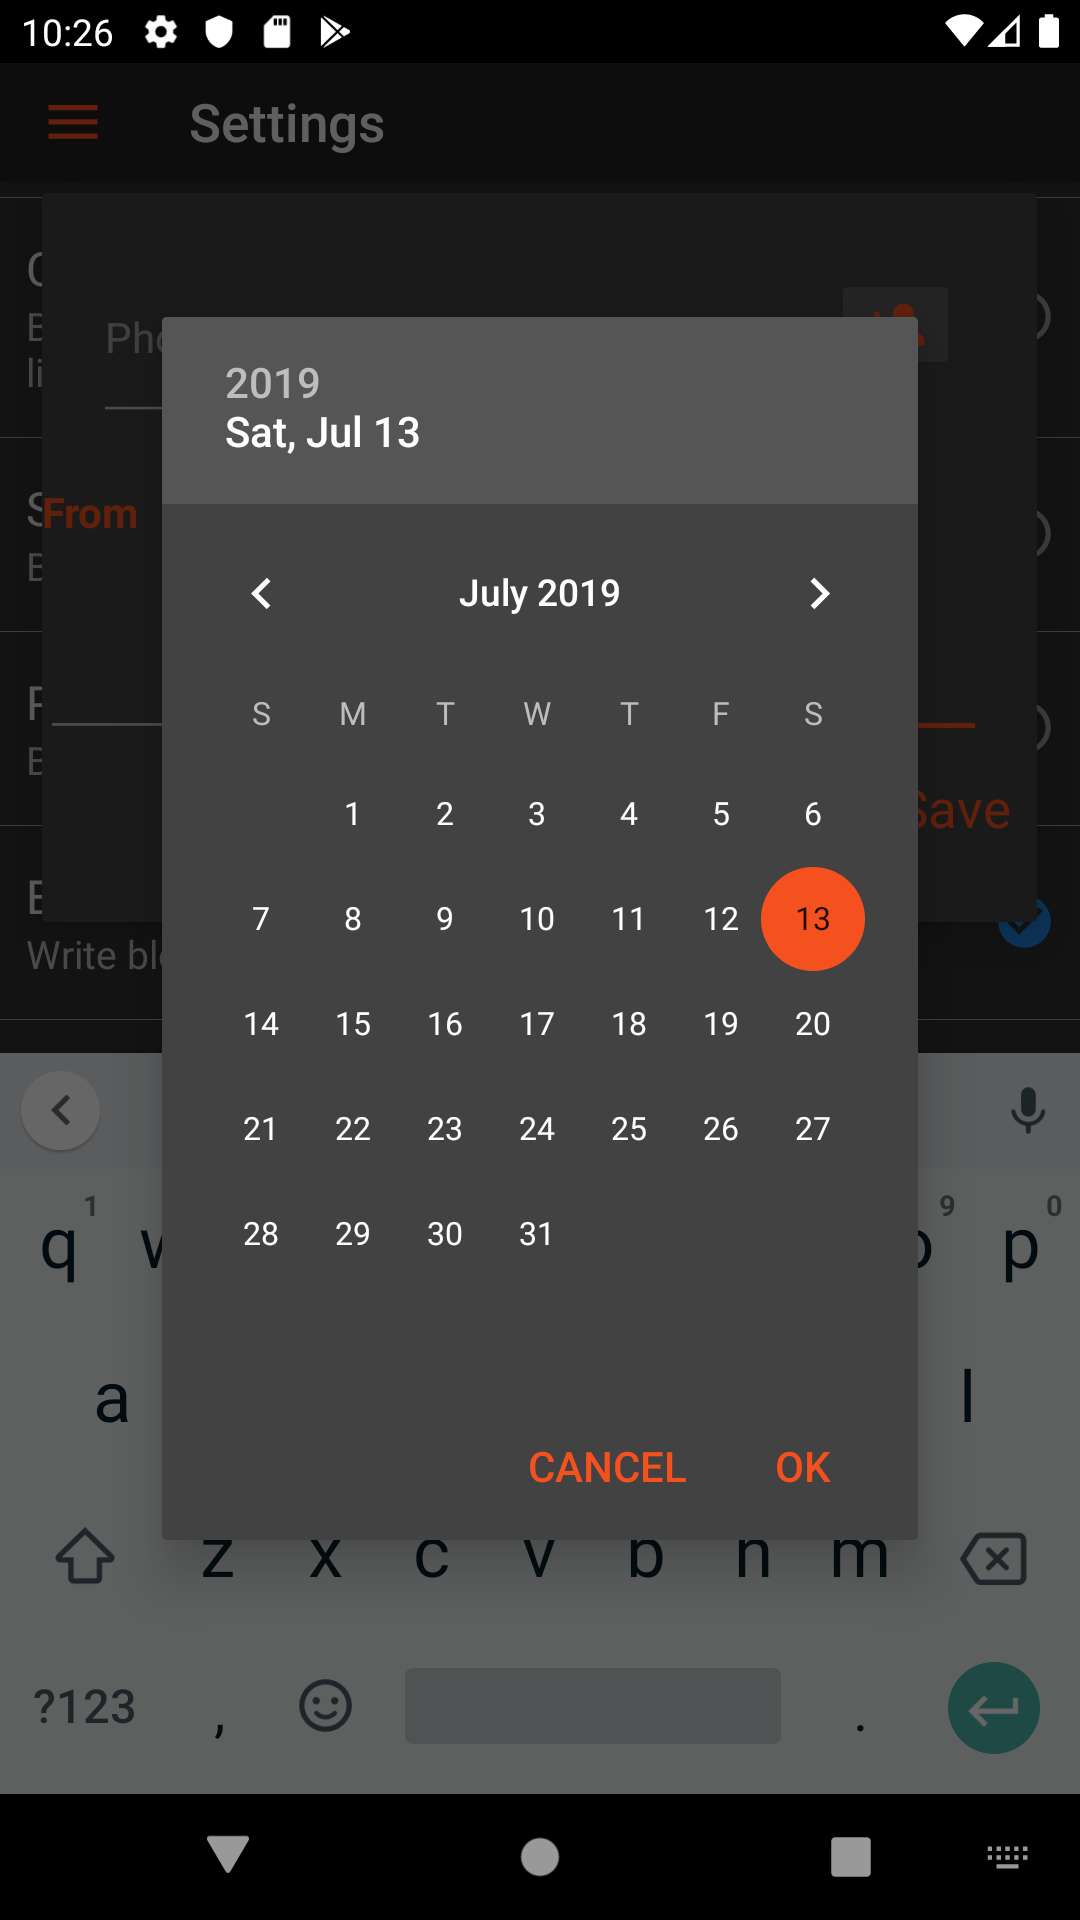 10:26
Settings
From
2019
Sat, Jul 13
July 2019
S M T W T F S
1 2 3 4 5 6
7 8 9 10 11 12 13
14 15 16 17 18 19 20
21 22 23 24 25 26 27
28 29 30 31
CANCEL OK
Save
Write
q 1 9 p 0
a l
z x c v b n m
?123 , .